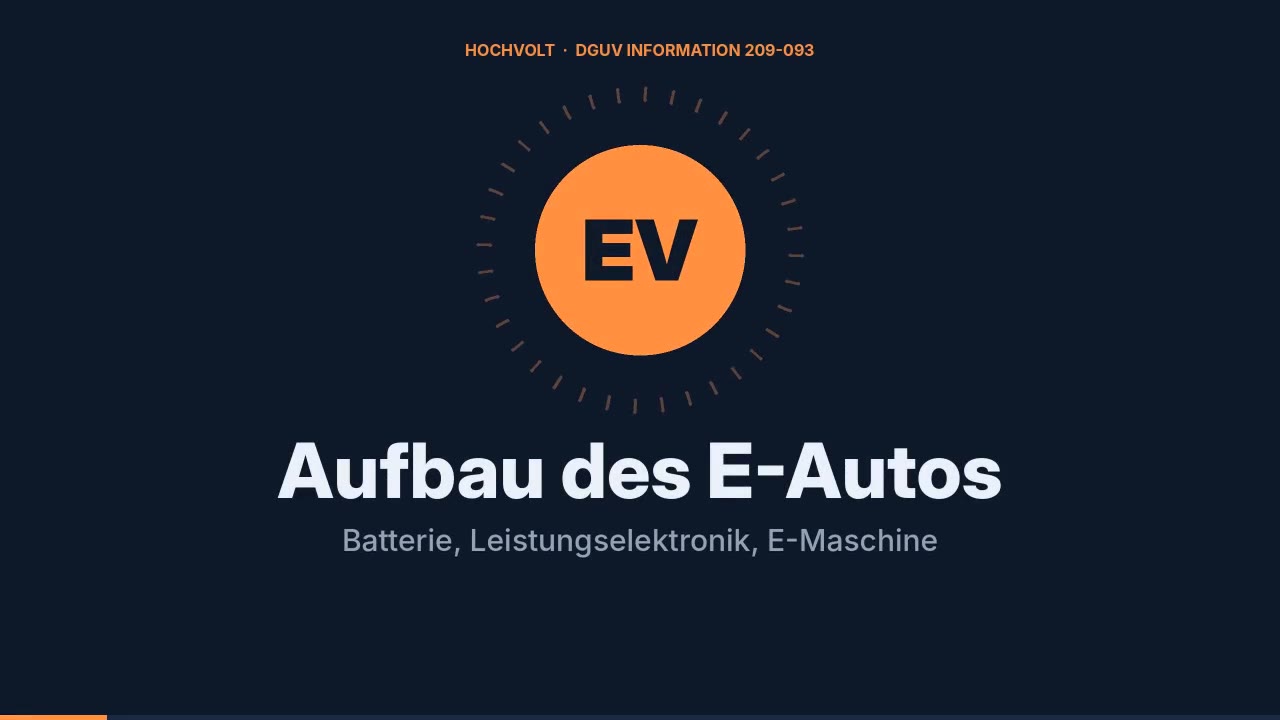 HOCHVOLT · DGUV INFORMATION 209-093
EV
Aufbau des E-Autos
Batterie, Leistungselektronik, E-Maschine